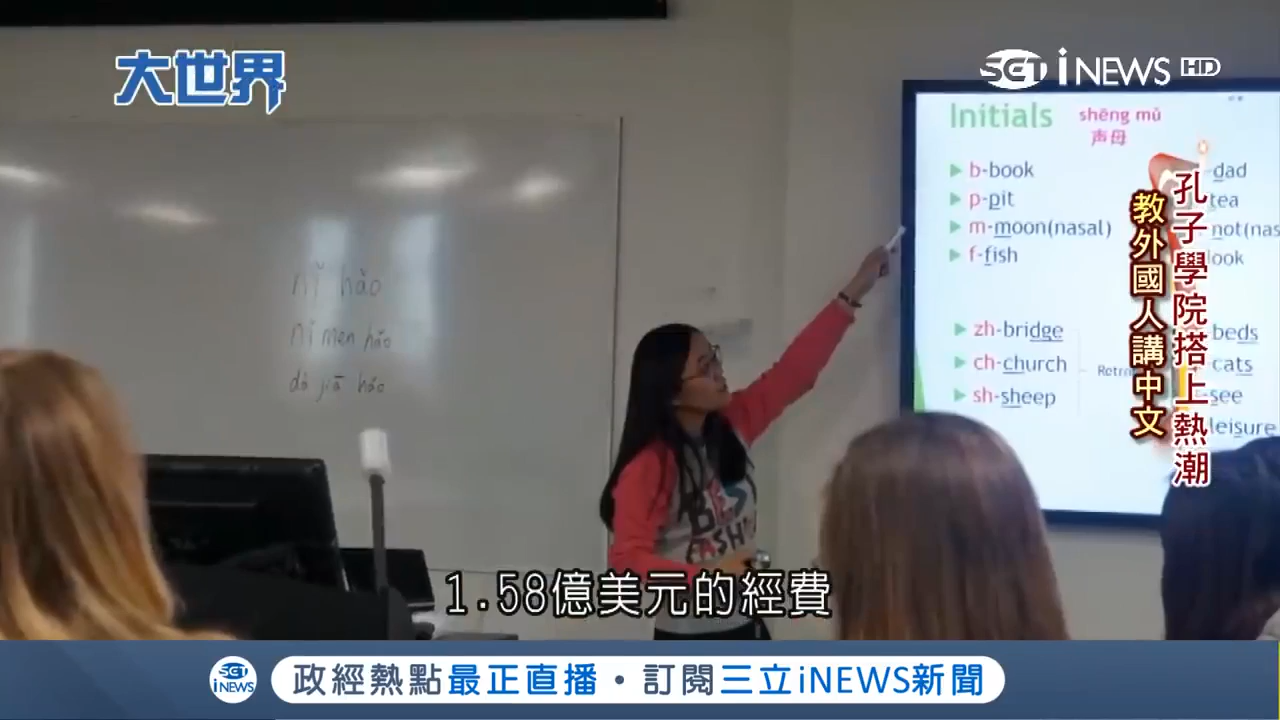 大世界
SET iNEWS HD
Initials shēng mǔ
声母
b-book
p-pit
m-moon(nasal)
f-fish
zh-bridge
ch-church
sh-sheep
dad
tea
not(nas
look
beds
cats
see
leisure
孔子學院搭上熱潮
教外國人講中文
nǐ hǎo
nǐ men hǎo
dà jiā hǎo
1.58億美元的經費
SET iNEWS
政經熱點最正直播・訂閱三立iNEWS新聞